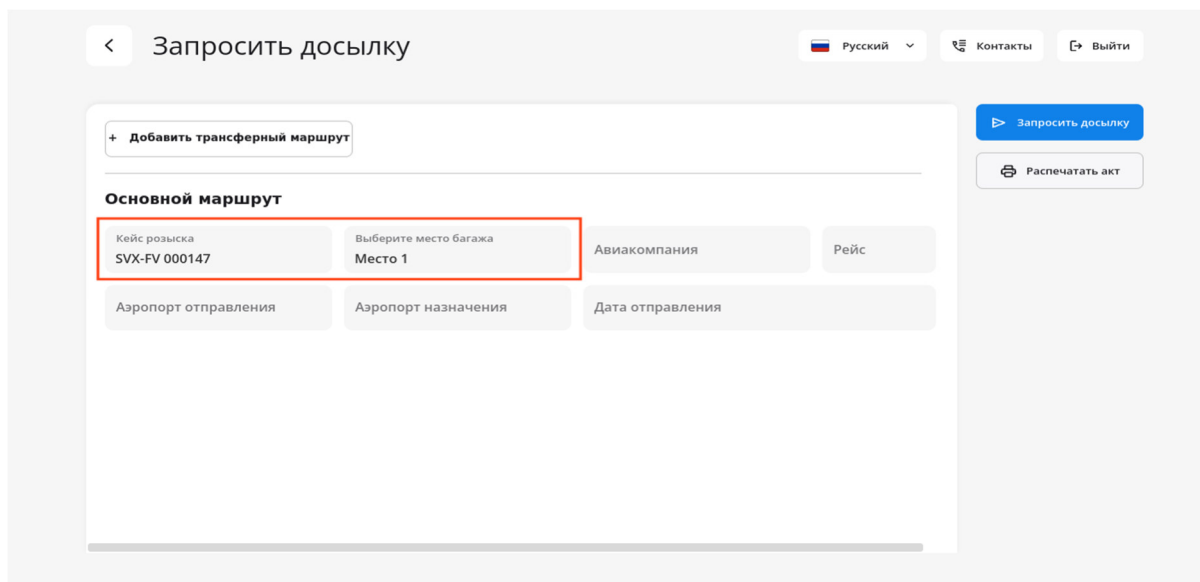 Запросить досылку
Русский
Контакты
Выйти
+ Добавить трансферный маршрут
Запросить досылку
Распечатать акт
Основной маршрут
Кейс розыска
SVX-FV 000147
Выберите место багажа
Место 1
Авиакомпания
Рейс
Аэропорт отправления
Аэропорт назначения
Дата отправления